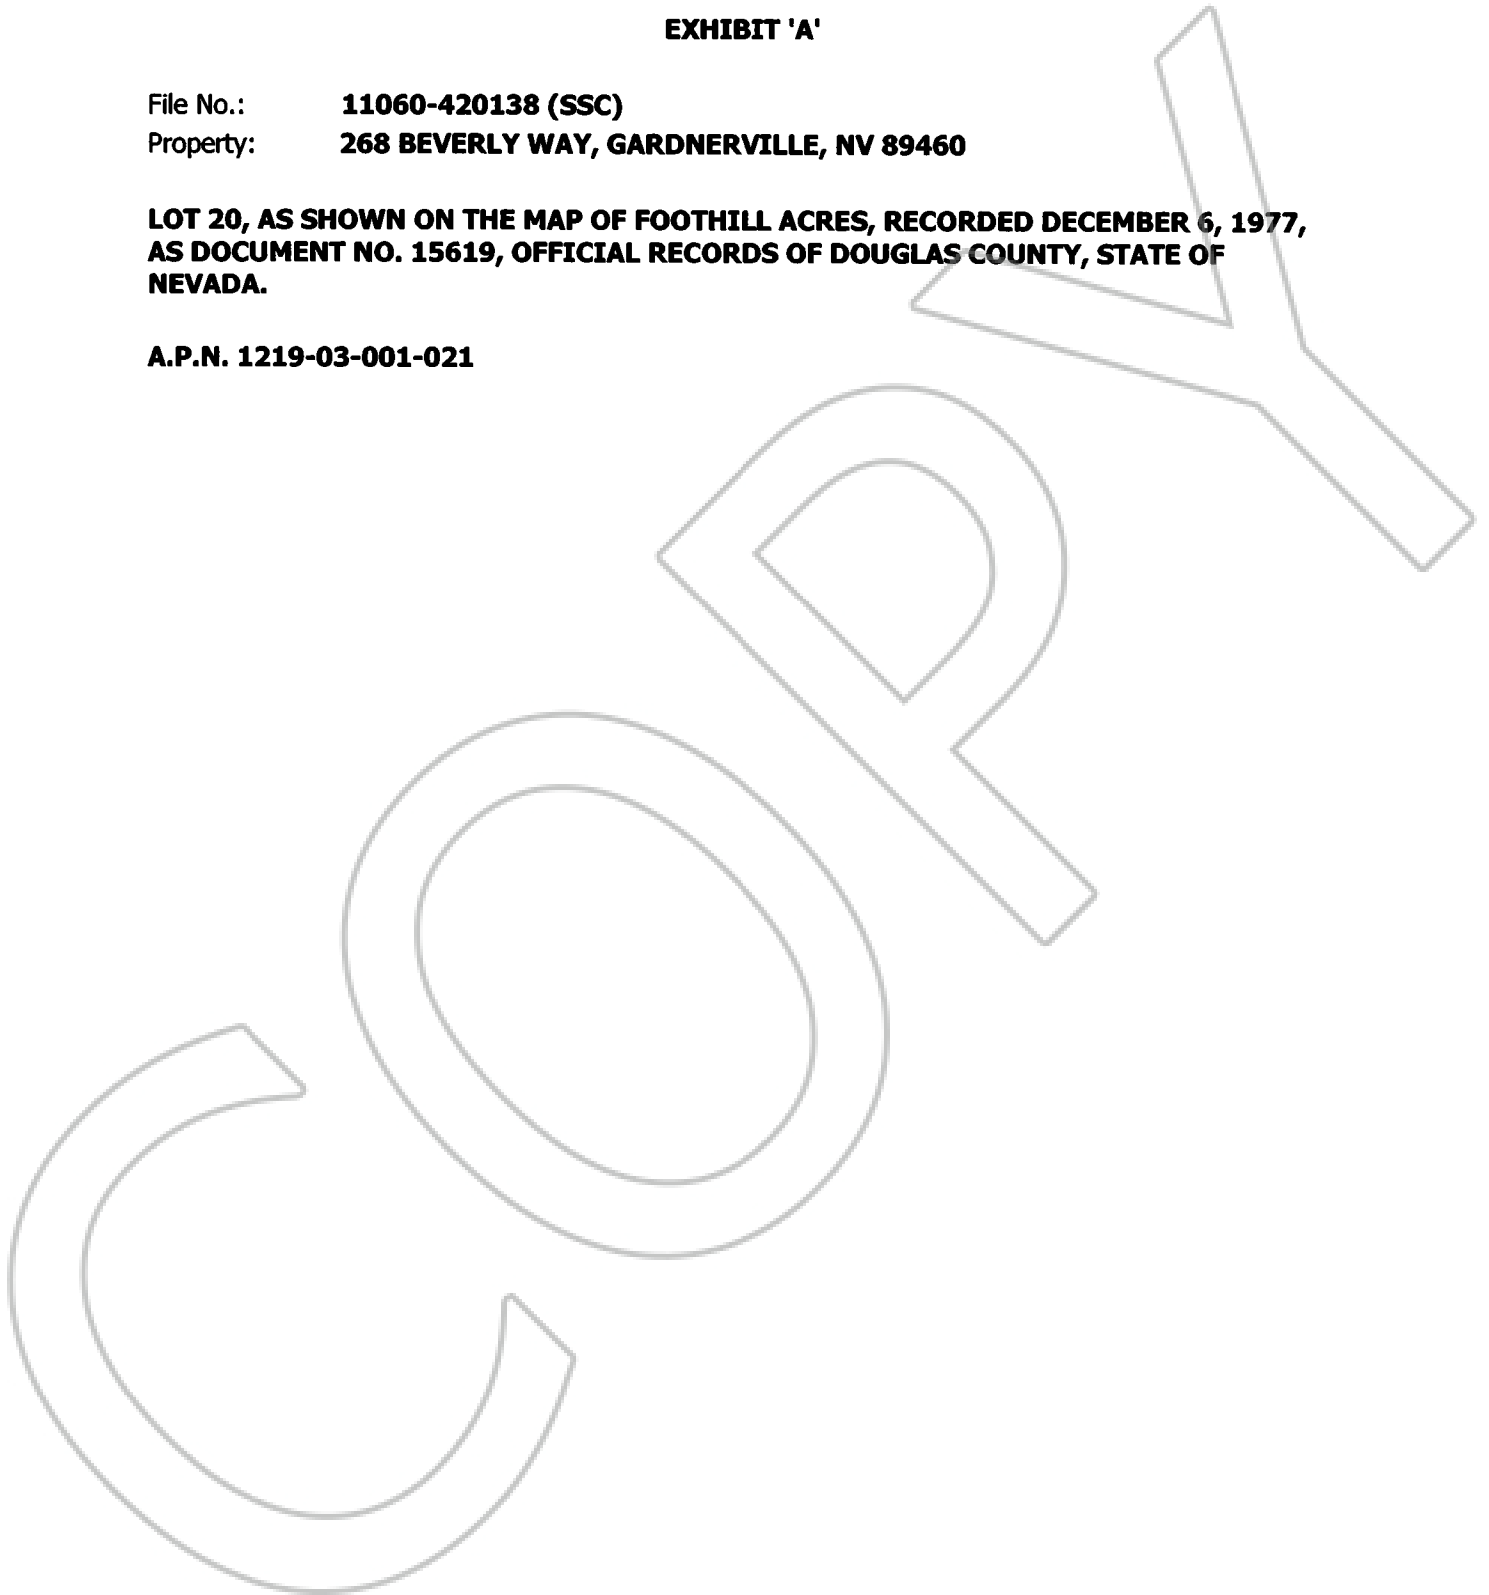 EXHIBIT 'A'
File No.: 11060-420138 (SSC)
Property: 268 BEVERLY WAY, GARDNERVILLE, NV 89460
LOT 20, AS SHOWN ON THE MAP OF FOOTHILL ACRES, RECORDED DECEMBER 6, 1977,
AS DOCUMENT NO. 15619, OFFICIAL RECORDS OF DOUGLAS COUNTY, STATE OF
NEVADA.
A.P.N. 1219-03-001-021
COPY